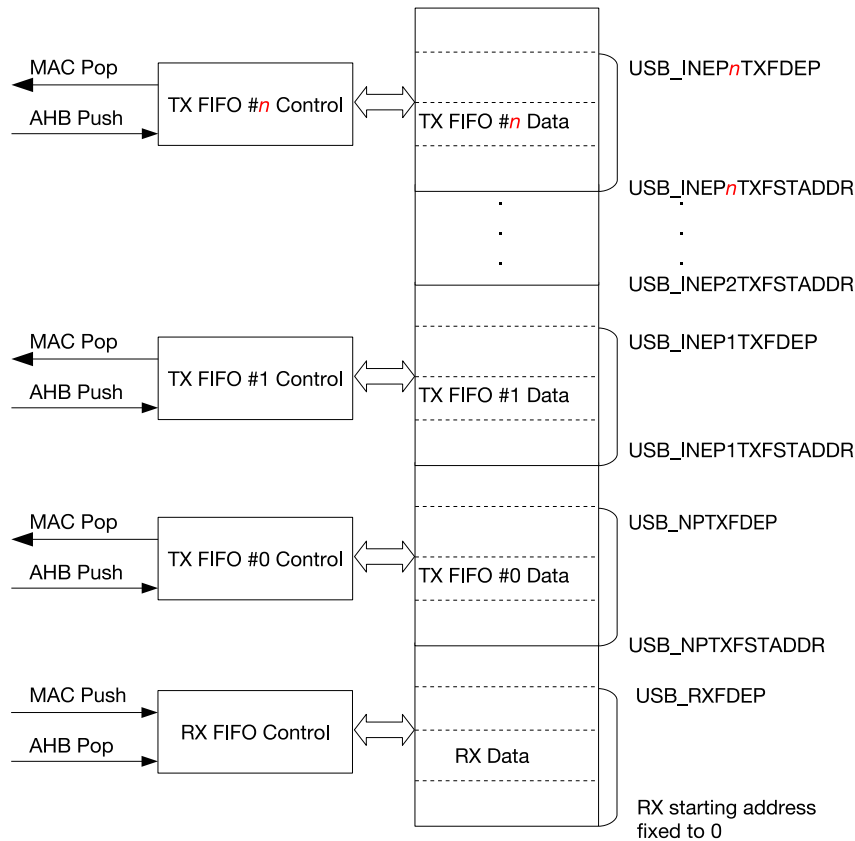 MAC Pop
AHB Push
TX FIFO #n Control
TX FIFO #n Data
USB_INEPnTXFDEP
USB_INEPnTXFSTADDR
.
.
.
.
.
.
USB_INEP2TXFSTADDR
MAC Pop
AHB Push
TX FIFO #1 Control
TX FIFO #1 Data
USB_INEP1TXFDEP
USB_INEP1TXFSTADDR
MAC Pop
AHB Push
TX FIFO #0 Control
TX FIFO #0 Data
USB_NPTXFDEP
USB_NPTXFSTADDR
MAC Push
AHB Pop
RX FIFO Control
RX Data
USB_RXFDEP
RX starting address
fixed to 0